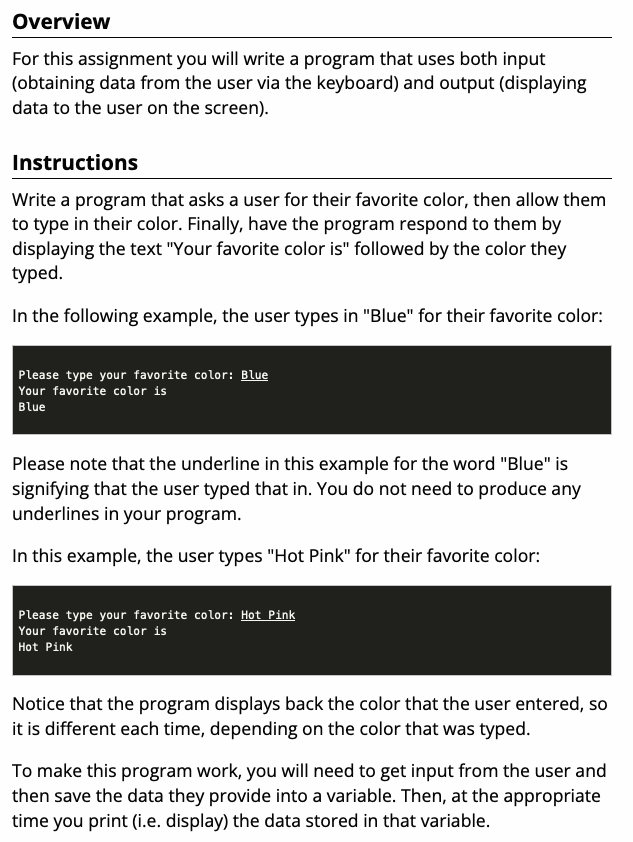 Overview
For this assignment you will write a program that uses both input
(obtaining data from the user via the keyboard) and output (displaying
data to the user on the screen).
Instructions
Write a program that asks a user for their favorite color, then allow them
to type in their color. Finally, have the program respond to them by
displaying the text "Your favorite color is" followed by the color they
typed.
In the following example, the user types in "Blue" for their favorite color:
Please type your favorite color: Blue
Your favorite color is
Blue
Please note that the underline in this example for the word "Blue" is
signifying that the user typed that in. You do not need to produce any
underlines in your program.
In this example, the user types "Hot Pink" for their favorite color:
Please type your favorite color: Hot Pink
Your favorite color is
Hot Pink
Notice that the program displays back the color that the user entered, so
it is different each time, depending on the color that was typed.
To make this program work, you will need to get input from the user and
then save the data they provide into a variable. Then, at the appropriate
time you print (i.e. display) the data stored in that variable.